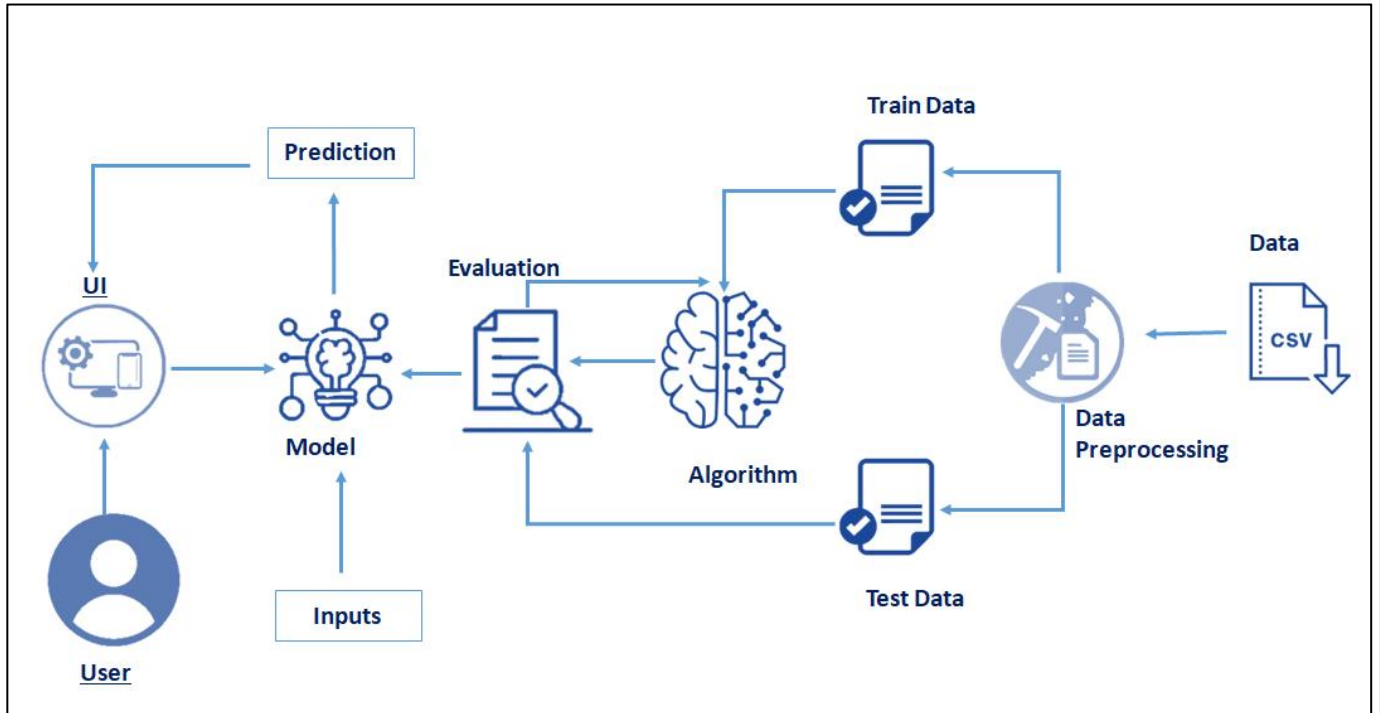 Train Data
Prediction
Data
Evaluation
UI
CSV
Data
Preprocessing
Model
Algorithm
Test Data
Inputs
User